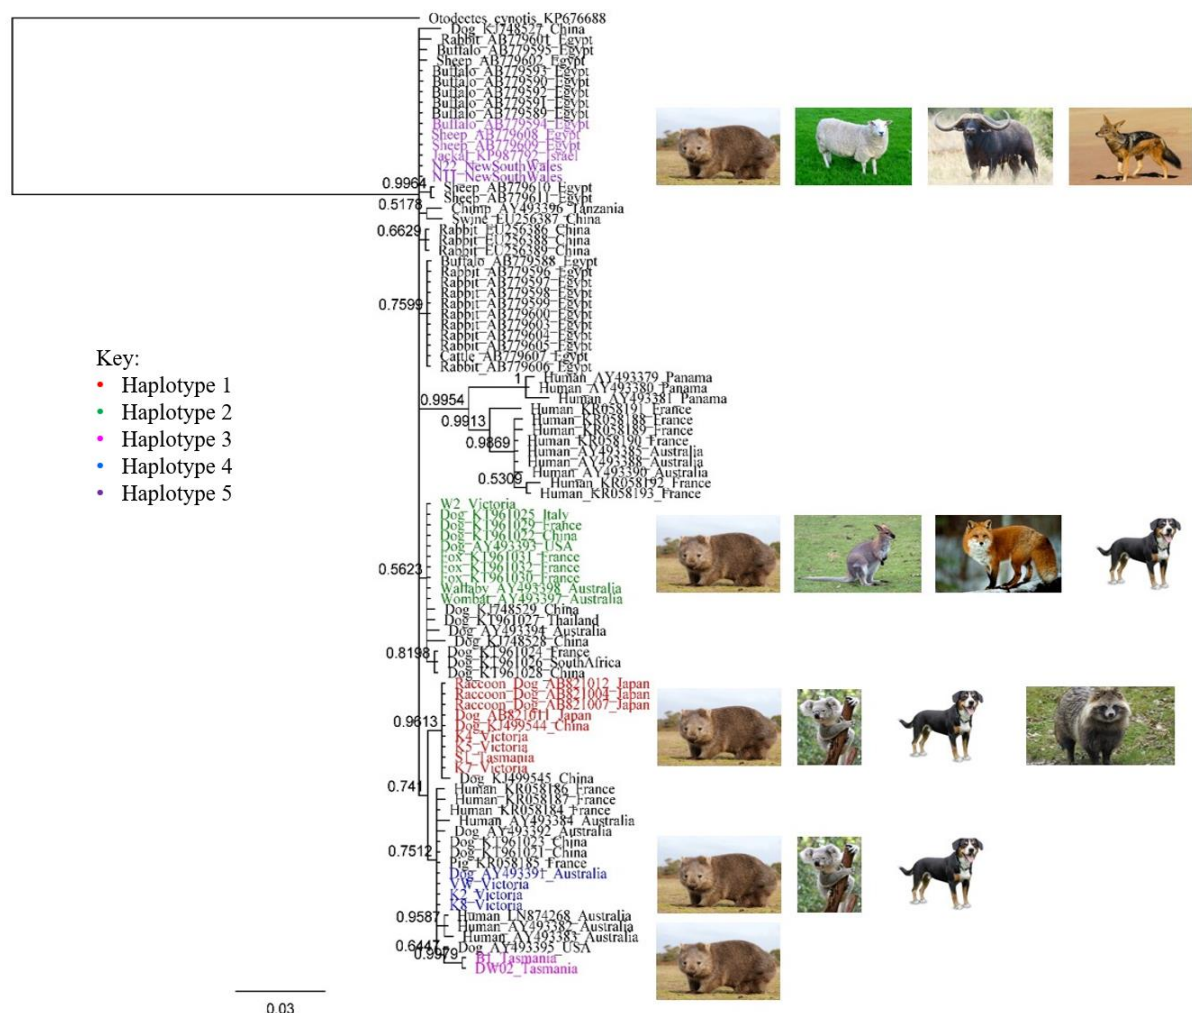 Otodectes_cynotis_KP676688
Dog_KJ748527_China
Rabbit_AB779601_Egypt
Buffalo_AB779595_Egypt
Sheep_AB779602_Egypt
Buffalo_AB779593_Egypt
Buffalo_AB779590_Egypt
Buffalo_AB779592_Egypt
Buffalo_AB779591_Egypt
Buffalo_AB779589_Egypt
Buffalo_AB779594_Egypt
Sheep_AB779608_Egypt
Sheep_AB779609_Egypt
Jackal_KP987792_Israel
N22_NewSouthWales
N11_NewSouthWales
0.9964
Sheep_AB779610_Egypt
Sheep_AB779611_Egypt
0.5178
Chimp_AY493396_Tanzania
Swine_EU256387_China
0.6629
Rabbit_EU256386_China
Rabbit_EU256388_China
Rabbit_EU256389_China
Buffalo_AB779588_Egypt
Rabbit_AB779596_Egypt
Rabbit_AB779597_Egypt
Rabbit_AB779598_Egypt
0.7599
Rabbit_AB779599_Egypt
Rabbit_AB779600_Egypt
Rabbit_AB779603_Egypt
Rabbit_AB779604_Egypt
Rabbit_AB779605_Egypt
Cattle_AB779607_Egypt
Rabbit_AB779606_Egypt
Key:
Haplotype 1
Haplotype 2
Haplotype 3
Haplotype 4
Haplotype 5
1
Human_AY493379_Panama
Human_AY493380_Panama
Human_AY493381_Panama
0.9954
Human_KR058191_France
0.9913
Human_KR058188_France
Human_KR058189_France
0.9869
Human_KR058190_France
Human_AY493385_Australia
Human_AY493388_Australia
Human_AY493390_Australia
0.5309
Human_KR058192_France
Human_KR058193_France
W2_Victoria
Dog_KT961025_Italy
Dog_KT961029_France
Dog_KT961022_China
Dog_AY493393_USA
Fox_KT961031_France
0.5623
Fox_KT961032_France
Fox_KT961030_France
Wallaby_AY493398_Australia
Wombat_AY493397_Australia
Dog_KJ748529_China
Dog_KT961027_Thailand
Dog_AY493394_Australia
Dog_KJ748528_China
0.8198
Dog_KT961024_France
Dog_KT961026_SouthAfrica
Dog_KT961028_China
Raccoon_Dog_AB821012_Japan
Raccoon_Dog_AB821004_Japan
Raccoon_Dog_AB821007_Japan
0.9613
Dog_AB821011_Japan
Dog_KJ499544_China
K4_Victoria
K5_Victoria
S1_Tasmania
K7_Victoria
Dog_KJ499545_China
0.741
Human_KR058186_France
Human_KR058187_France
Human_KR058184_France
Human_AY493384_Australia
Dog_AY493392_Australia
Dog_KT961023_China
0.7512
Dog_KT961021_China
Pig_KR058185_France
Dog_AY493391_Australia
VW_Victoria
K2_Victoria
K8_Victoria
0.9587
Human_LN874268_Australia
Human_AY493382_Australia
Human_AY493383_Australia
0.6447
Dog_AY493395_USA
0.9979
B1_Tasmania
DW02_Tasmania
0.03